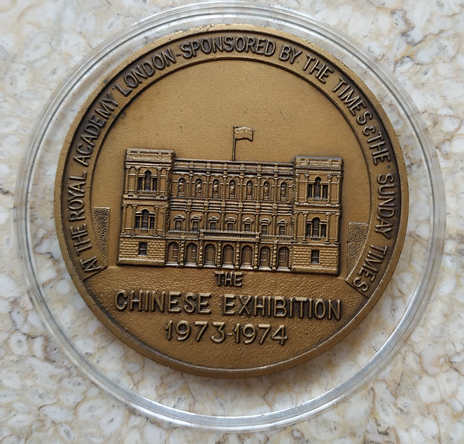 AT THE ROYAL ACADEMY LONDON-SPONSORED BY THE TIMES & THE SUNDAY TIMES
THE
CHINESE EXHIBITION
1973-1974